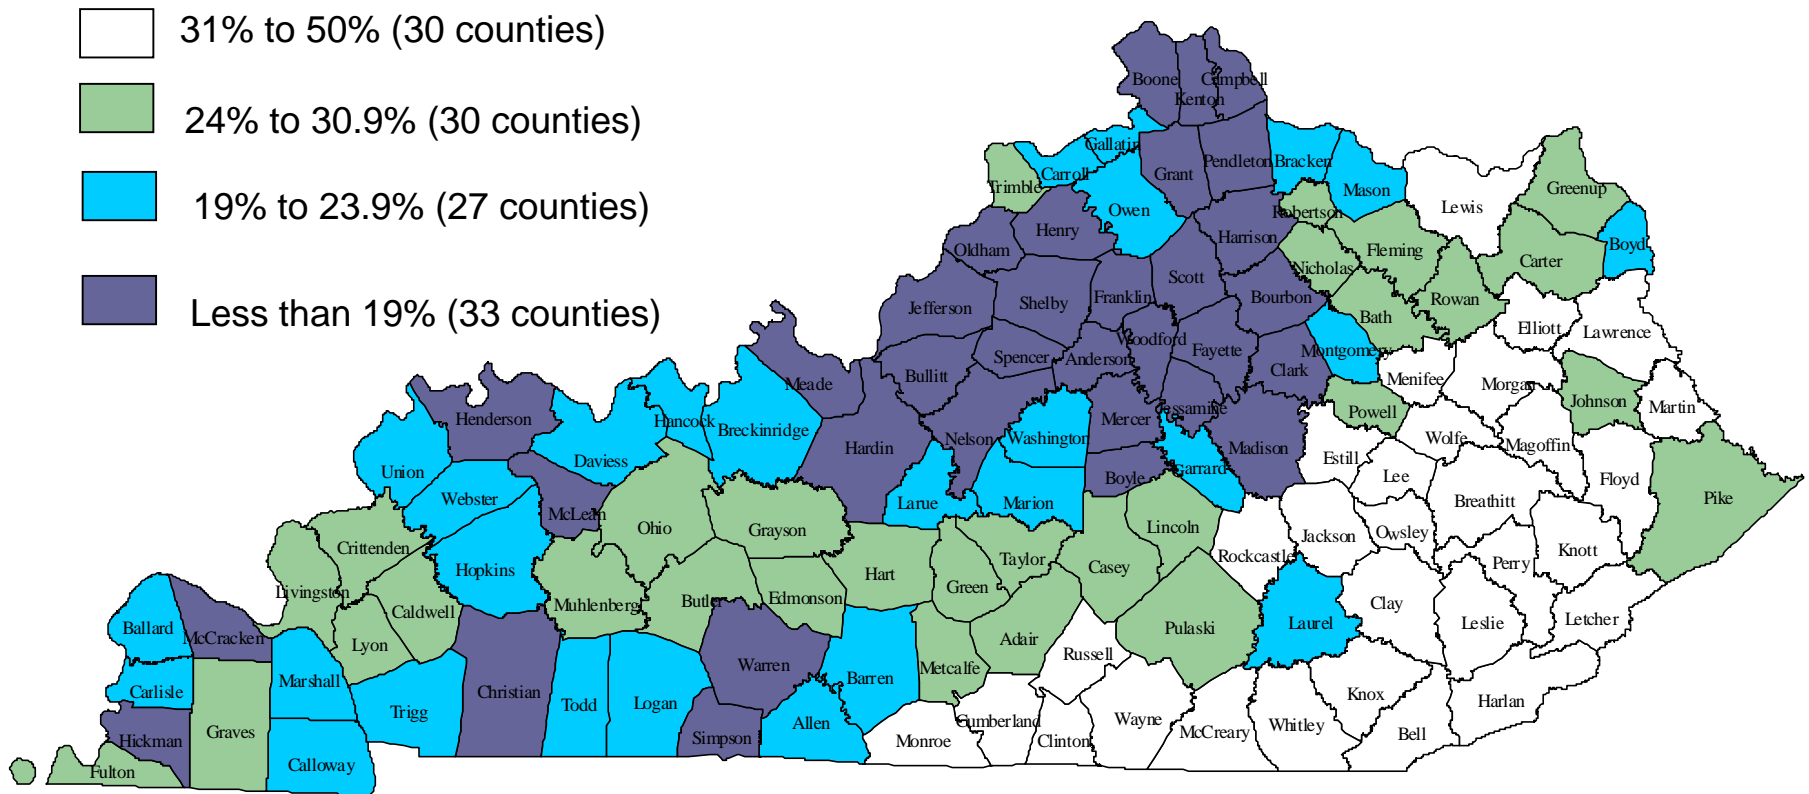 31% to 50% (30 counties)
24% to 30.9% (30 counties)
19% to 23.9% (27 counties)
Less than 19% (33 counties)
Boone
Campbell
Kenton
Gallatin
Carroll
Trimble
Grant
Pendleton
Bracken
Mason
Lewis
Greenup
Owen
Robertson
Henry
Harrison
Oldham
Fleming
Boyd
Nicholas
Carter
Scott
Shelby
Franklin
Bourbon
Rowan
Jefferson
Bath
Elliott
Lawrence
Woodford
Fayette
Montgomery
Spencer
Anderson
Bullitt
Clark
Menifee
Morgan
Meade
Johnson
Martin
Jessamine
Powell
Henderson
Hancock
Breckinridge
Mercer
Nelson
Washington
Wolfe
Magoffin
Hardin
Madison
Daviess
Estill
Union
Garrard
Boyle
Lee
Floyd
Webster
Larue
Marion
Breathitt
Pike
McLean
Ohio
Grayson
Lincoln
Jackson
Owsley
Crittenden
Rockcastle
Knott
Taylor
Hopkins
Hart
Casey
Perry
Green
Livingston
Muhlenberg
Butler
Edmonson
Clay
Caldwell
Letcher
Ballard
McCracken
Laurel
Leslie
Pulaski
Adair
Lyon
Russell
Warren
Metcalfe
Barren
Marshall
Carlisle
Christian
Knox
Harlan
Todd
Logan
Trigg
Wayne
Allen
Cumberland
Whitley
Graves
McCreary
Bell
Hickman
Simpson
Monroe
Clinton
Calloway
Fulton